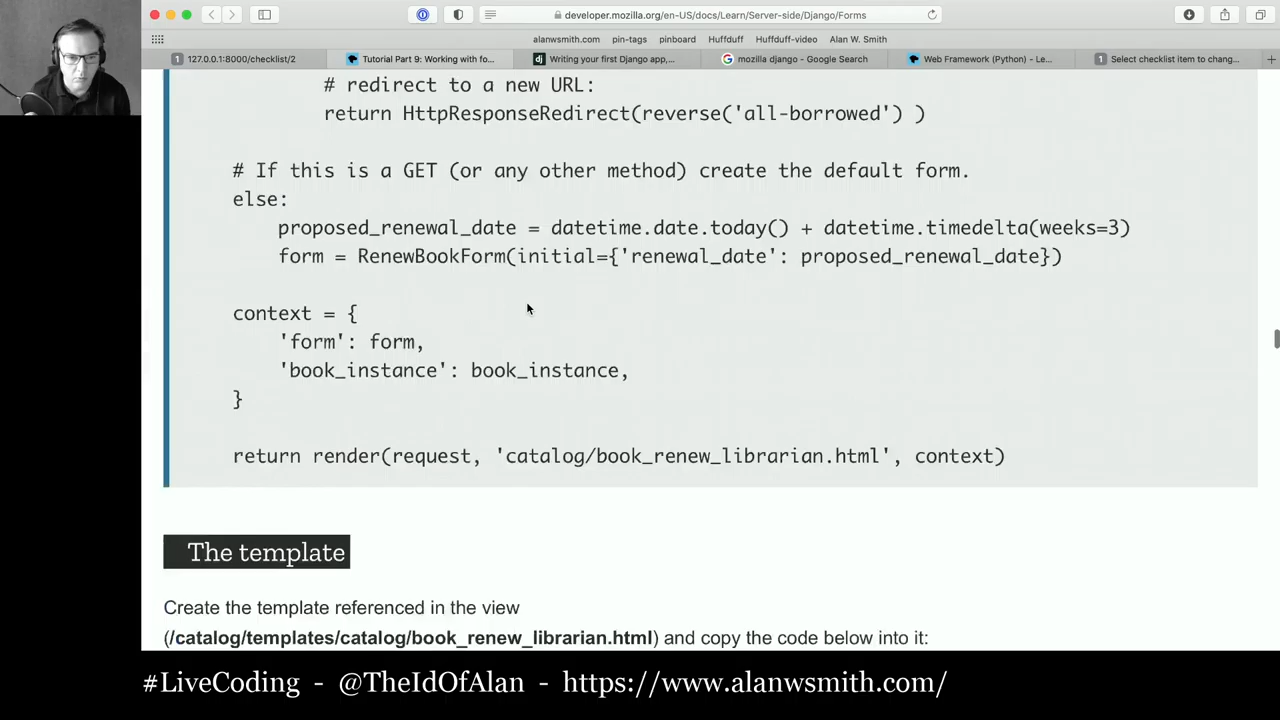 developer.mozilla.org/en-US/docs/Learn/Server-side/Django/Forms
alanwsmith.com pin-tags pinboard Huffduff Huffduff-video Alan W. Smith
1 127.0.0.1:8000/checklist/2
Tutorial Part 9: Working with fo...
dj Writing your first Django app,...
mozilla django - Google Search
Web Framework (Python) - Le...
1 Select checklist item to chang...
# redirect to a new URL:
return HttpResponseRedirect(reverse('all-borrowed') )
# If this is a GET (or any other method) create the default form.
else:
proposed_renewal_date = datetime.date.today() + datetime.timedelta(weeks=3)
form = RenewBookForm(initial={'renewal_date': proposed_renewal_date})
context = {
'form': form,
'book_instance': book_instance,
}
return render(request, 'catalog/book_renew_librarian.html', context)
The template
Create the template referenced in the view
(/catalog/templates/catalog/book_renew_librarian.html) and copy the code below into it:
#LiveCoding - @TheIdOfAlan - https://www.alanwsmith.com/